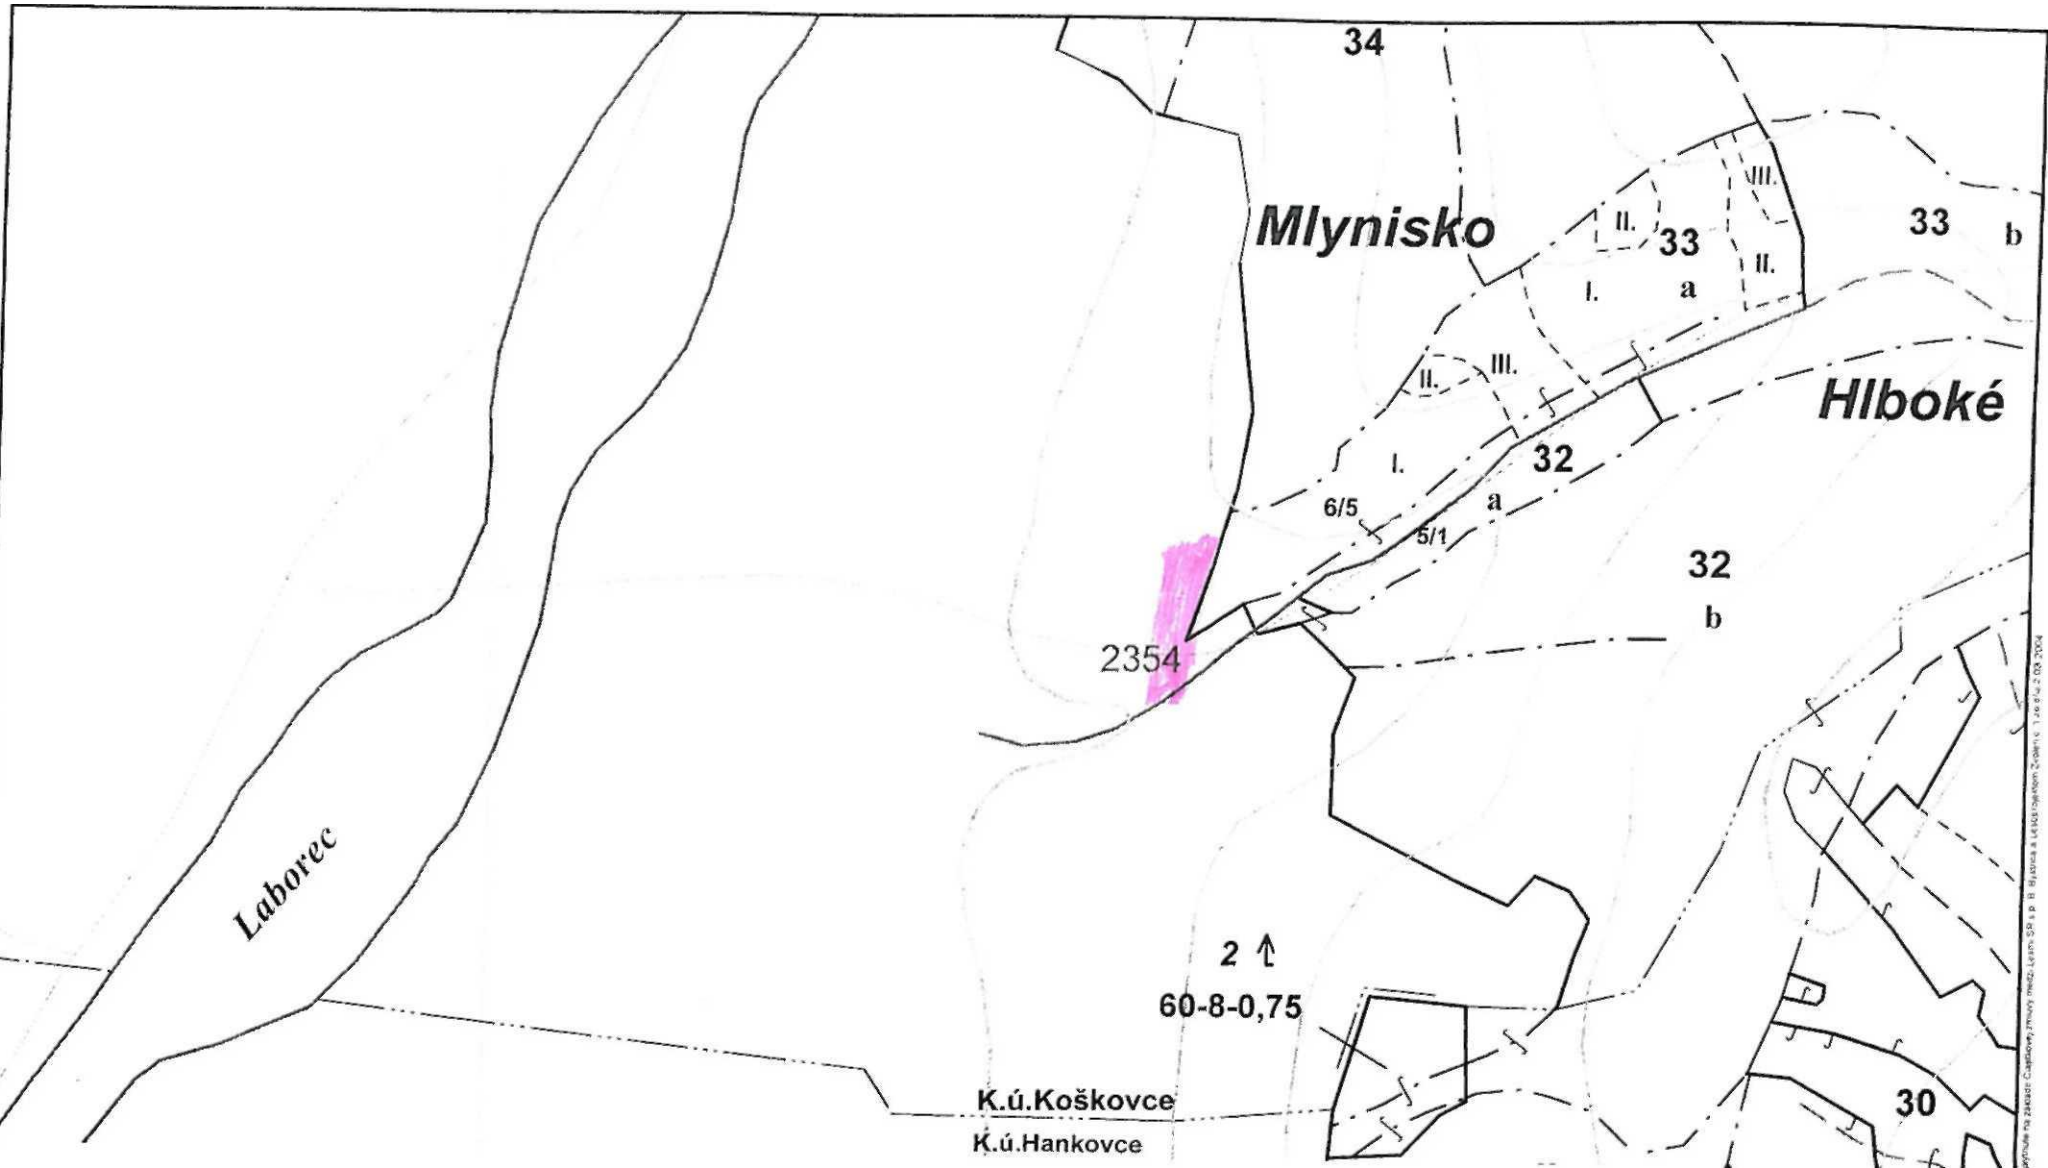 34
III.
Mlynisko
II.
33
33
b
II.
I.
a
II.
III.
Hlboké
32
I.
a
6/5
5/1
32
b
2354
Laborec
2
60-8-0,75
K.ú.Koškovce
30
K.ú.Hankovce